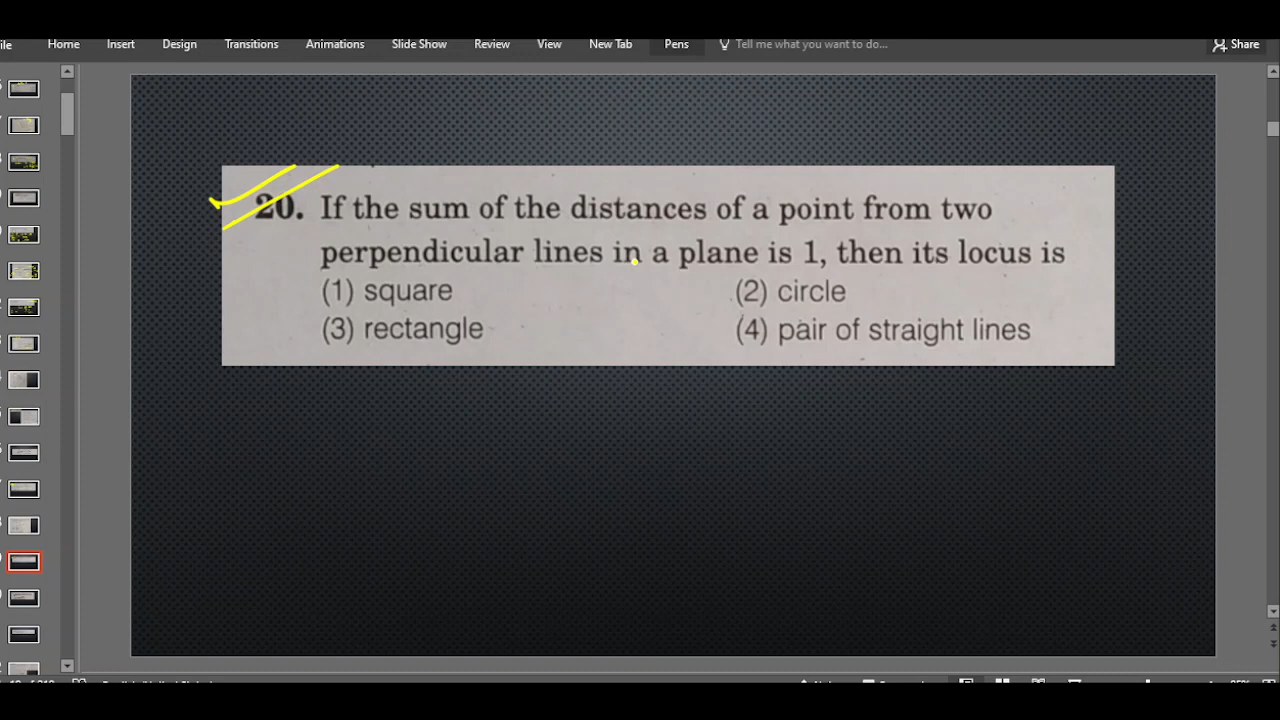 Home Insert Design Transitions Animations Slide Show Review View New Tab Pens Tell me what you want to do... Share
20. If the sum of the distances of a point from two
perpendicular lines in a plane is 1, then its locus is
(1) square (2) circle
(3) rectangle (4) pair of straight lines